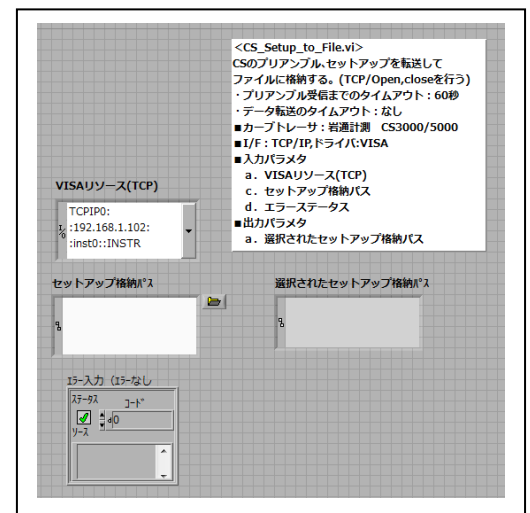 <CS_Setup_to_File.vi>
CSのプリアンブル､セットアップを転送して
ファイルに格納する。(TCP/Open,closeを行う)
・プリアンブル受信までのタイムアウト：60秒
・データ転送のタイムアウト：なし
■カーブトレーサ：岩通計測　CS3000/5000
■I/F：TCP/IP,ドライバ:VISA
■入力パラメタ
a．VISAリソース(TCP)
c．セットアップ格納パス
d．エラーステータス
■出力パラメタ
a．選択されたセットアップ格納パス
VISAリソース(TCP)
TCPIP0:
:192.168.1.102:
:inst0::INSTR
セットアップ格納ﾊﾟｽ
選択されたセットアップ格納ﾊﾟｽ
ｴﾗｰ入力（ｴﾗｰなし
ｽﾃｰﾀｽ
ｺｰﾄﾞ
d0
ｿｰｽ